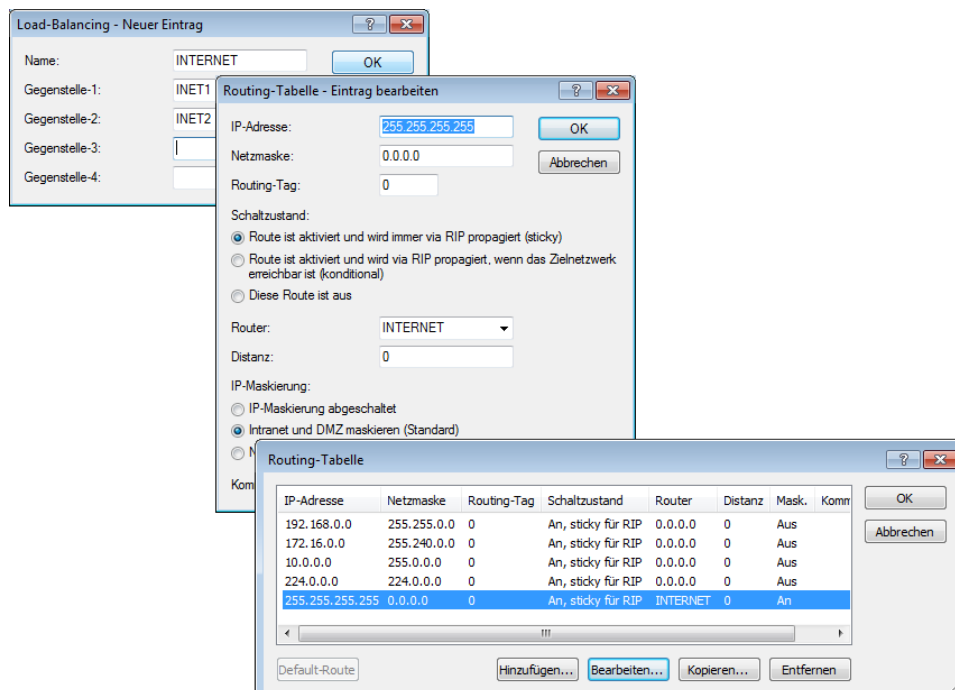 Load-Balancing - Neuer Eintrag
Name: INTERNET OK
Gegenstelle-1: INET1
Gegenstelle-2: INET2
Gegenstelle-3:
Gegenstelle-4:
Routing-Tabelle - Eintrag bearbeiten
IP-Adresse: 255.255.255.255 OK
Netzmaske: 0.0.0.0 Abbrechen
Routing-Tag: 0
Schaltzustand:
Route ist aktiviert und wird immer via RIP propagiert (sticky)
Route ist aktiviert und wird via RIP propagiert, wenn das Zielnetzwerk
erreichbar ist (konditional)
Diese Route ist aus
Router: INTERNET
Distanz: 0
IP-Maskierung:
IP-Maskierung abgeschaltet
Intranet und DMZ maskieren (Standard)
N
Kom
Routing-Tabelle
IP-Adresse Netzmaske Routing-Tag Schaltzustand Router Distanz Mask. Komm OK
192.168.0.0 255.255.0.0 0 An, sticky für RIP 0.0.0.0 0 Aus
Abbrechen
172.16.0.0 255.240.0.0 0 An, sticky für RIP 0.0.0.0 0 Aus
10.0.0.0 255.0.0.0 0 An, sticky für RIP 0.0.0.0 0 Aus
224.0.0.0 224.0.0.0 0 An, sticky für RIP 0.0.0.0 0 Aus
255.255.255.255 0.0.0.0 0 An, sticky für RIP INTERNET 0 An
Default-Route Hinzufügen... Bearbeiten... Kopieren... Entfernen